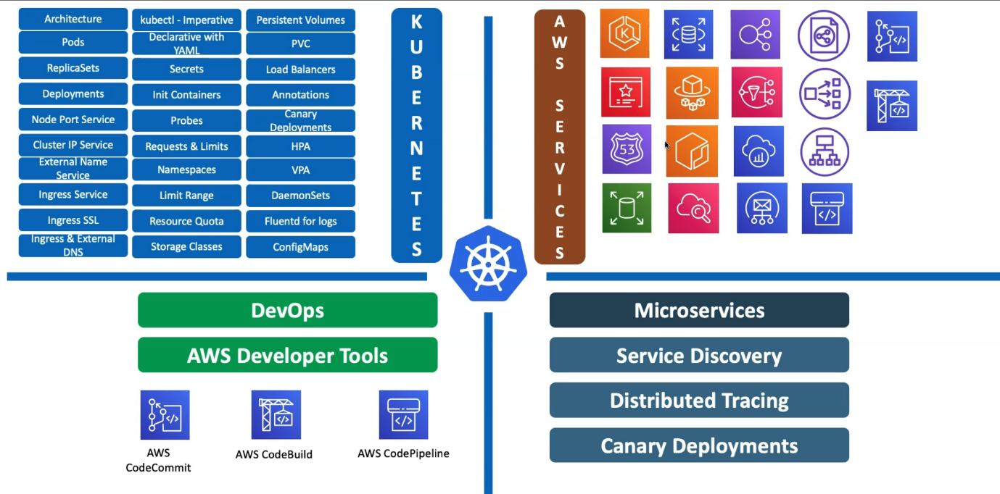 Architecture
Pods
ReplicaSets
Deployments
Node Port Service
Cluster IP Service
External Name
Service
Ingress Service
Ingress SSL
Ingress & External
DNS
kubectl - Imperative
Declarative with
YAML
Secrets
Init Containers
Probes
Requests & Limits
Namespaces
Limit Range
Resource Quota
Storage Classes
Persistent Volumes
PVC
Load Balancers
Annotations
Canary
Deployments
HPA
VPA
DaemonSets
Fluentd for logs
ConfigMaps
KUBERNETES
AWS SERVICES
K
</>
</>
53
</>
DevOps
AWS Developer Tools
</>
</>
</>
AWS
CodeCommit
AWS CodeBuild
AWS CodePipeline
Microservices
Service Discovery
Distributed Tracing
Canary Deployments